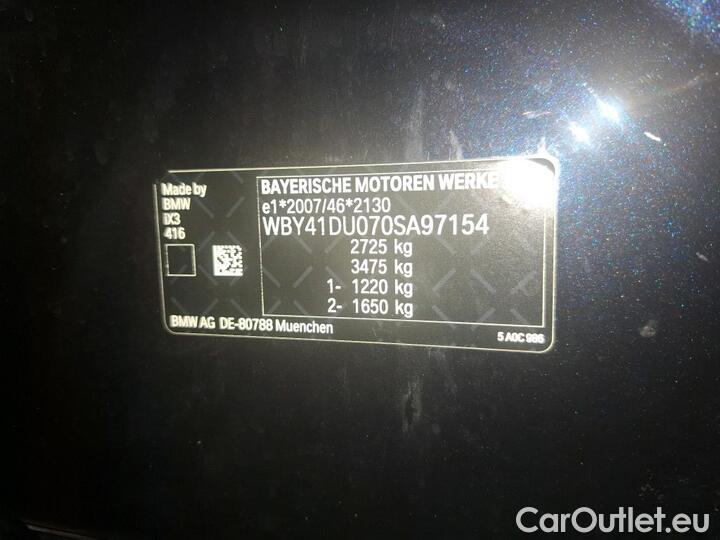 Made by
BMW
iX3
416
BAYERISCHE MOTOREN WERKE
e1*2007/46*2130
WBY41DU070SA97154
2725 kg
3475 kg
1- 1220 kg
2- 1650 kg
BMW AG DE-80788 Muenchen
5 A0C 986
CarOutlet.eu